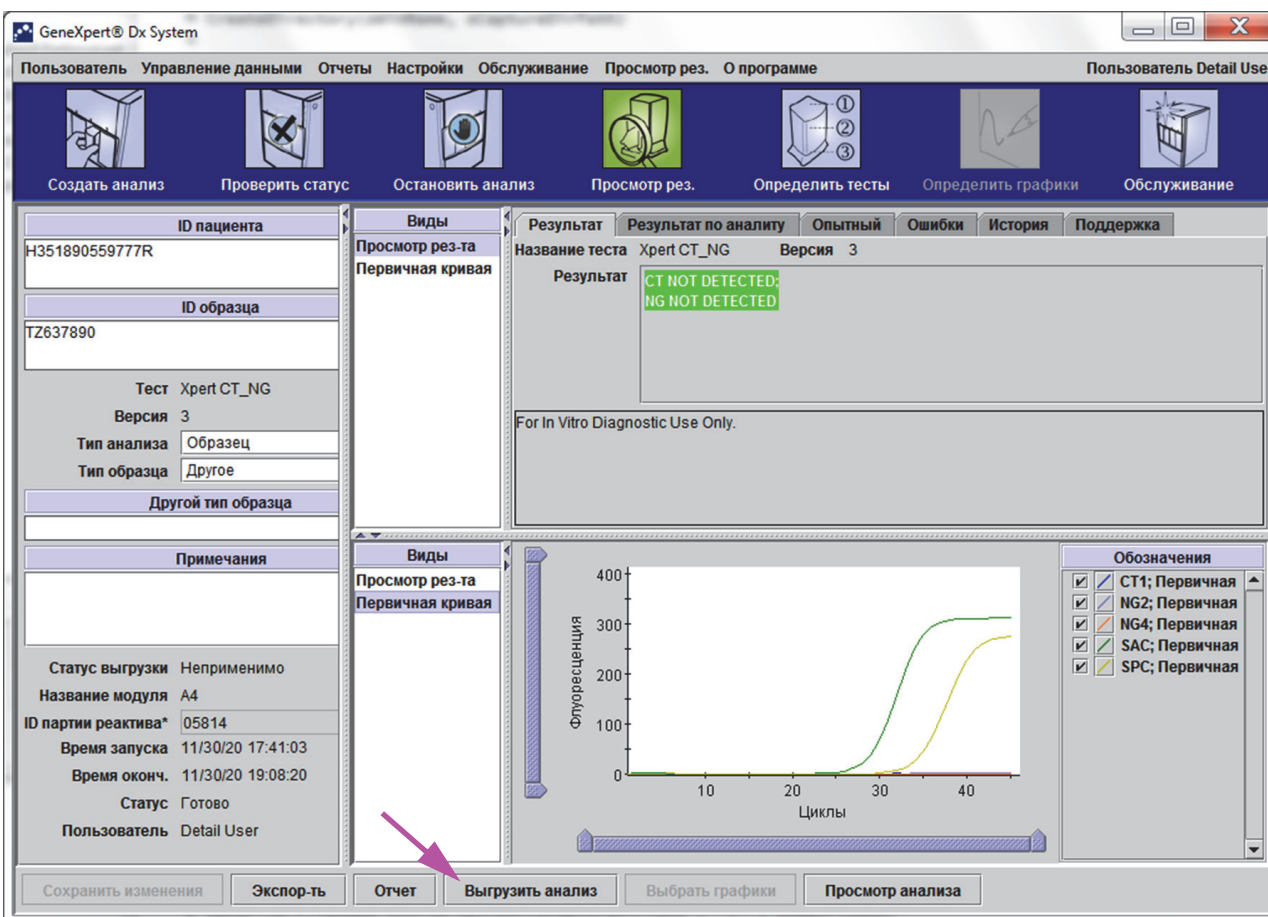 GeneXpert® Dx System
Пользователь Управление данными Отчеты Настройки Обслуживание Просмотр рез. О программе Пользователь Detail Use
① ② ③
Создать анализ Проверить статус Остановить анализ Просмотр рез. Определить тесты Определить графики Обслуживание
ID пациента
H351890559777R
ID образца
TZ637890
Тест Xpert CT_NG
Версия 3
Тип анализа Образец
Тип образца Другое
Другой тип образца
Примечания
Статус выгрузки Неприменимо
Название модуля A4
ID партии реактива* 05814
Время запуска 11/30/20 17:41:03
Время оконч. 11/30/20 19:08:20
Статус Готово
Пользователь Detail User
Виды
Просмотр рез-та
Первичная кривая
Результат Результат по аналиту Опытный Ошибки История Поддержка
Название теста Xpert CT_NG Версия 3
Результат CT NOT DETECTED;
NG NOT DETECTED
For In Vitro Diagnostic Use Only.
Виды
Просмотр рез-та
Первичная кривая
Флуоресценция
400
300
200
100
0
10 20 30 40
Циклы
Обозначения
CT1; Первичная
NG2; Первичная
NG4; Первичная
SAC; Первичная
SPC; Первичная
Сохранить изменения Экспор-ть Отчет Выгрузить анализ Выбрать графики Просмотр анализа